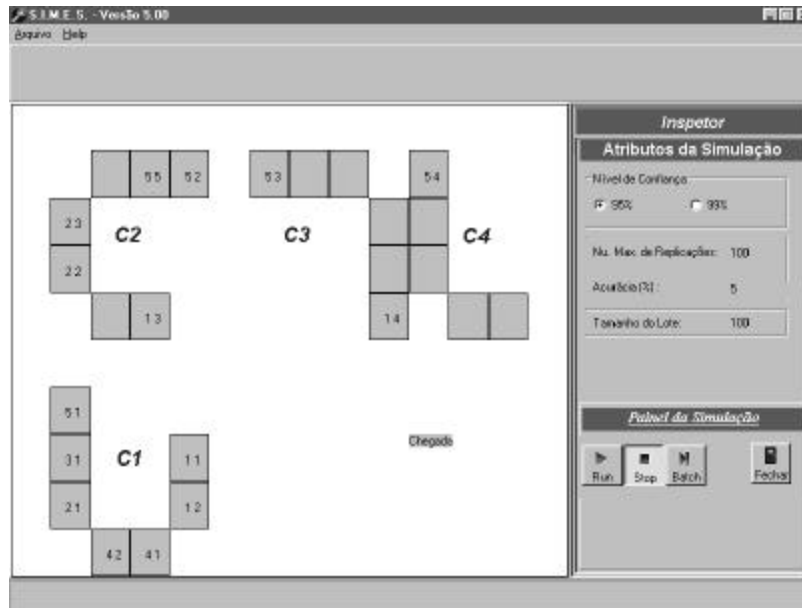 S.I.M.E.S. - Versão 5.00
Arquivo Help
55 52
53
54
23
C2
C3
C4
22
13
14
51
31
C1
11
21
12
42 41
Chegada
Inspetor
Atributos da Simulação
Nível de Confiança
95% 99%
Nu. Max. de Replicações: 100
Acurácia (%) : 5
Tamanho do Lote: 100
Painel da Simulação
Run Stop Batch Fechar